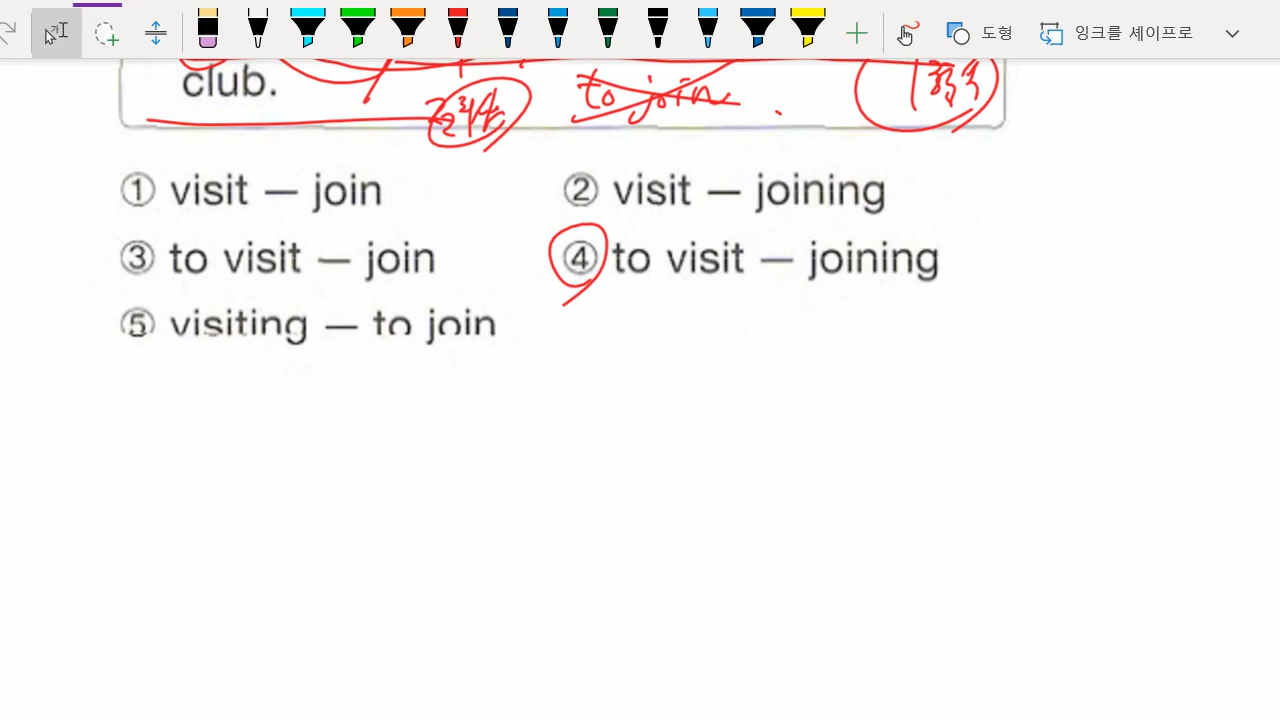 도형 잉크를 셰이프로
club. to join
① visit — join ② visit — joining
③ to visit — join ④ to visit — joining
⑤ visiting — to join